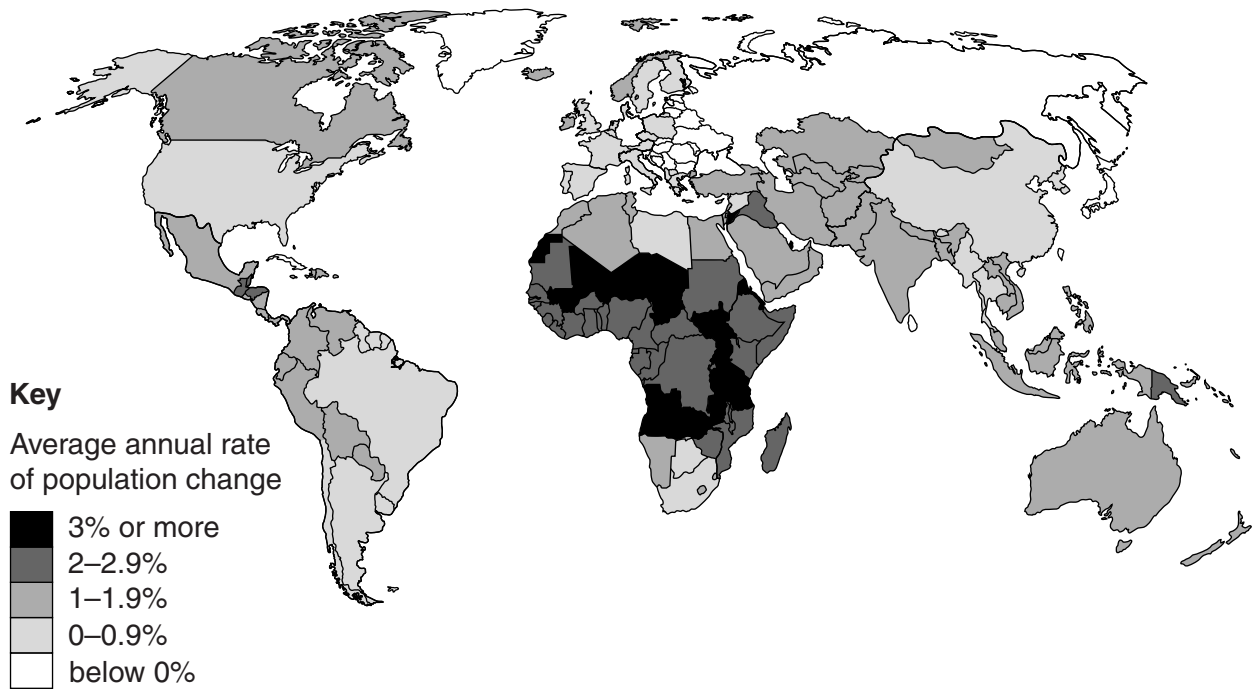 Key
Average annual rate
of population change
3% or more
2–2.9%
1–1.9%
0–0.9%
below 0%